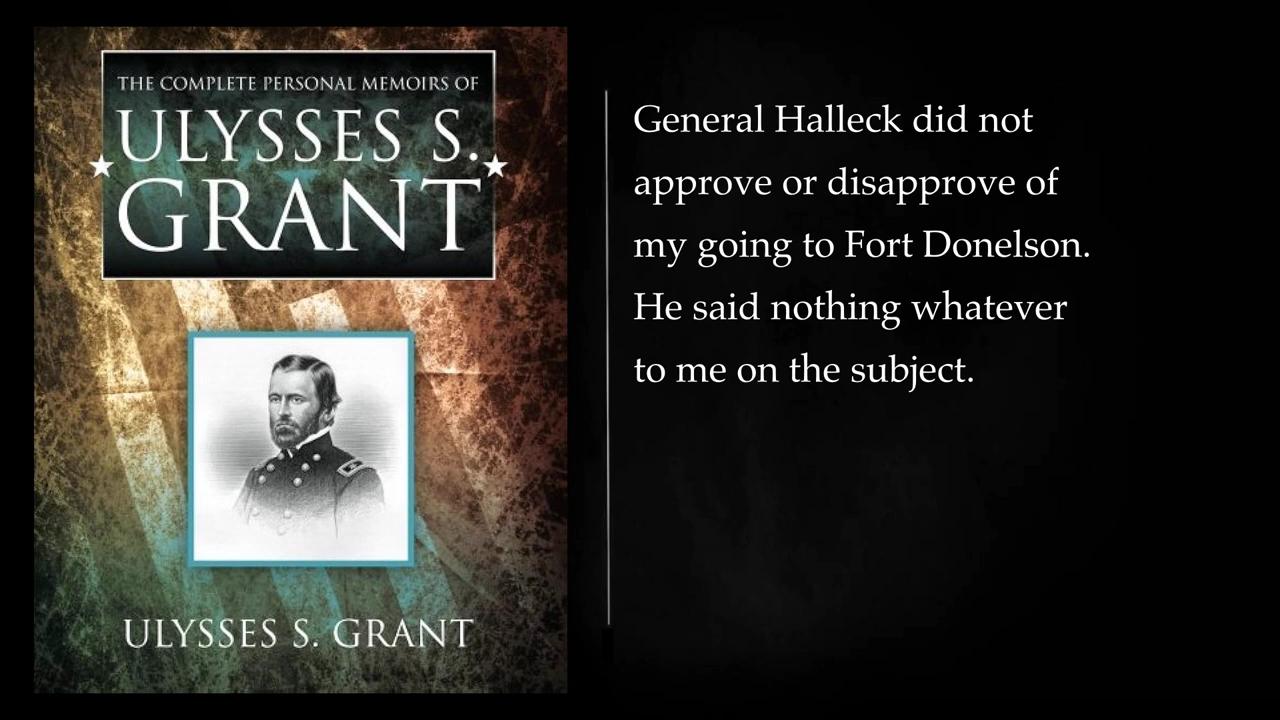 THE COMPLETE PERSONAL MEMOIRS OF
ULYSSES S.
GRANT
ULYSSES S. GRANT
General Halleck did not
approve or disapprove of
my going to Fort Donelson.
He said nothing whatever
to me on the subject.